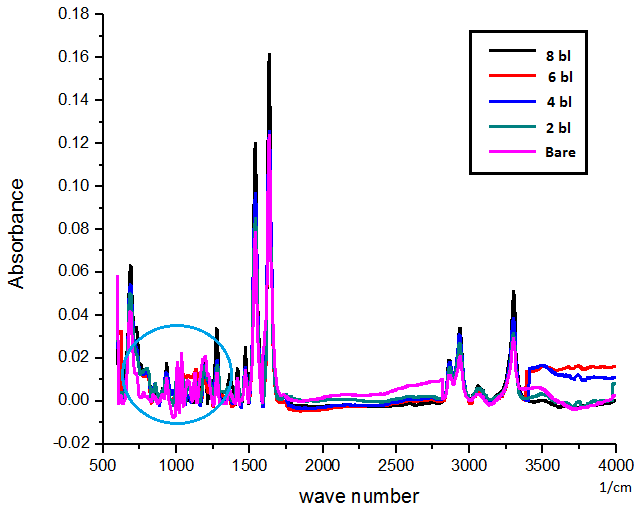 0.18
0.16
0.14
0.12
0.10
0.08
0.06
0.04
0.02
0.00
-0.02
Absorbance
8 bl
6 bl
4 bl
2 bl
Bare
500 1000 1500 2000 2500 3000 3500 4000
1/cm
wave number